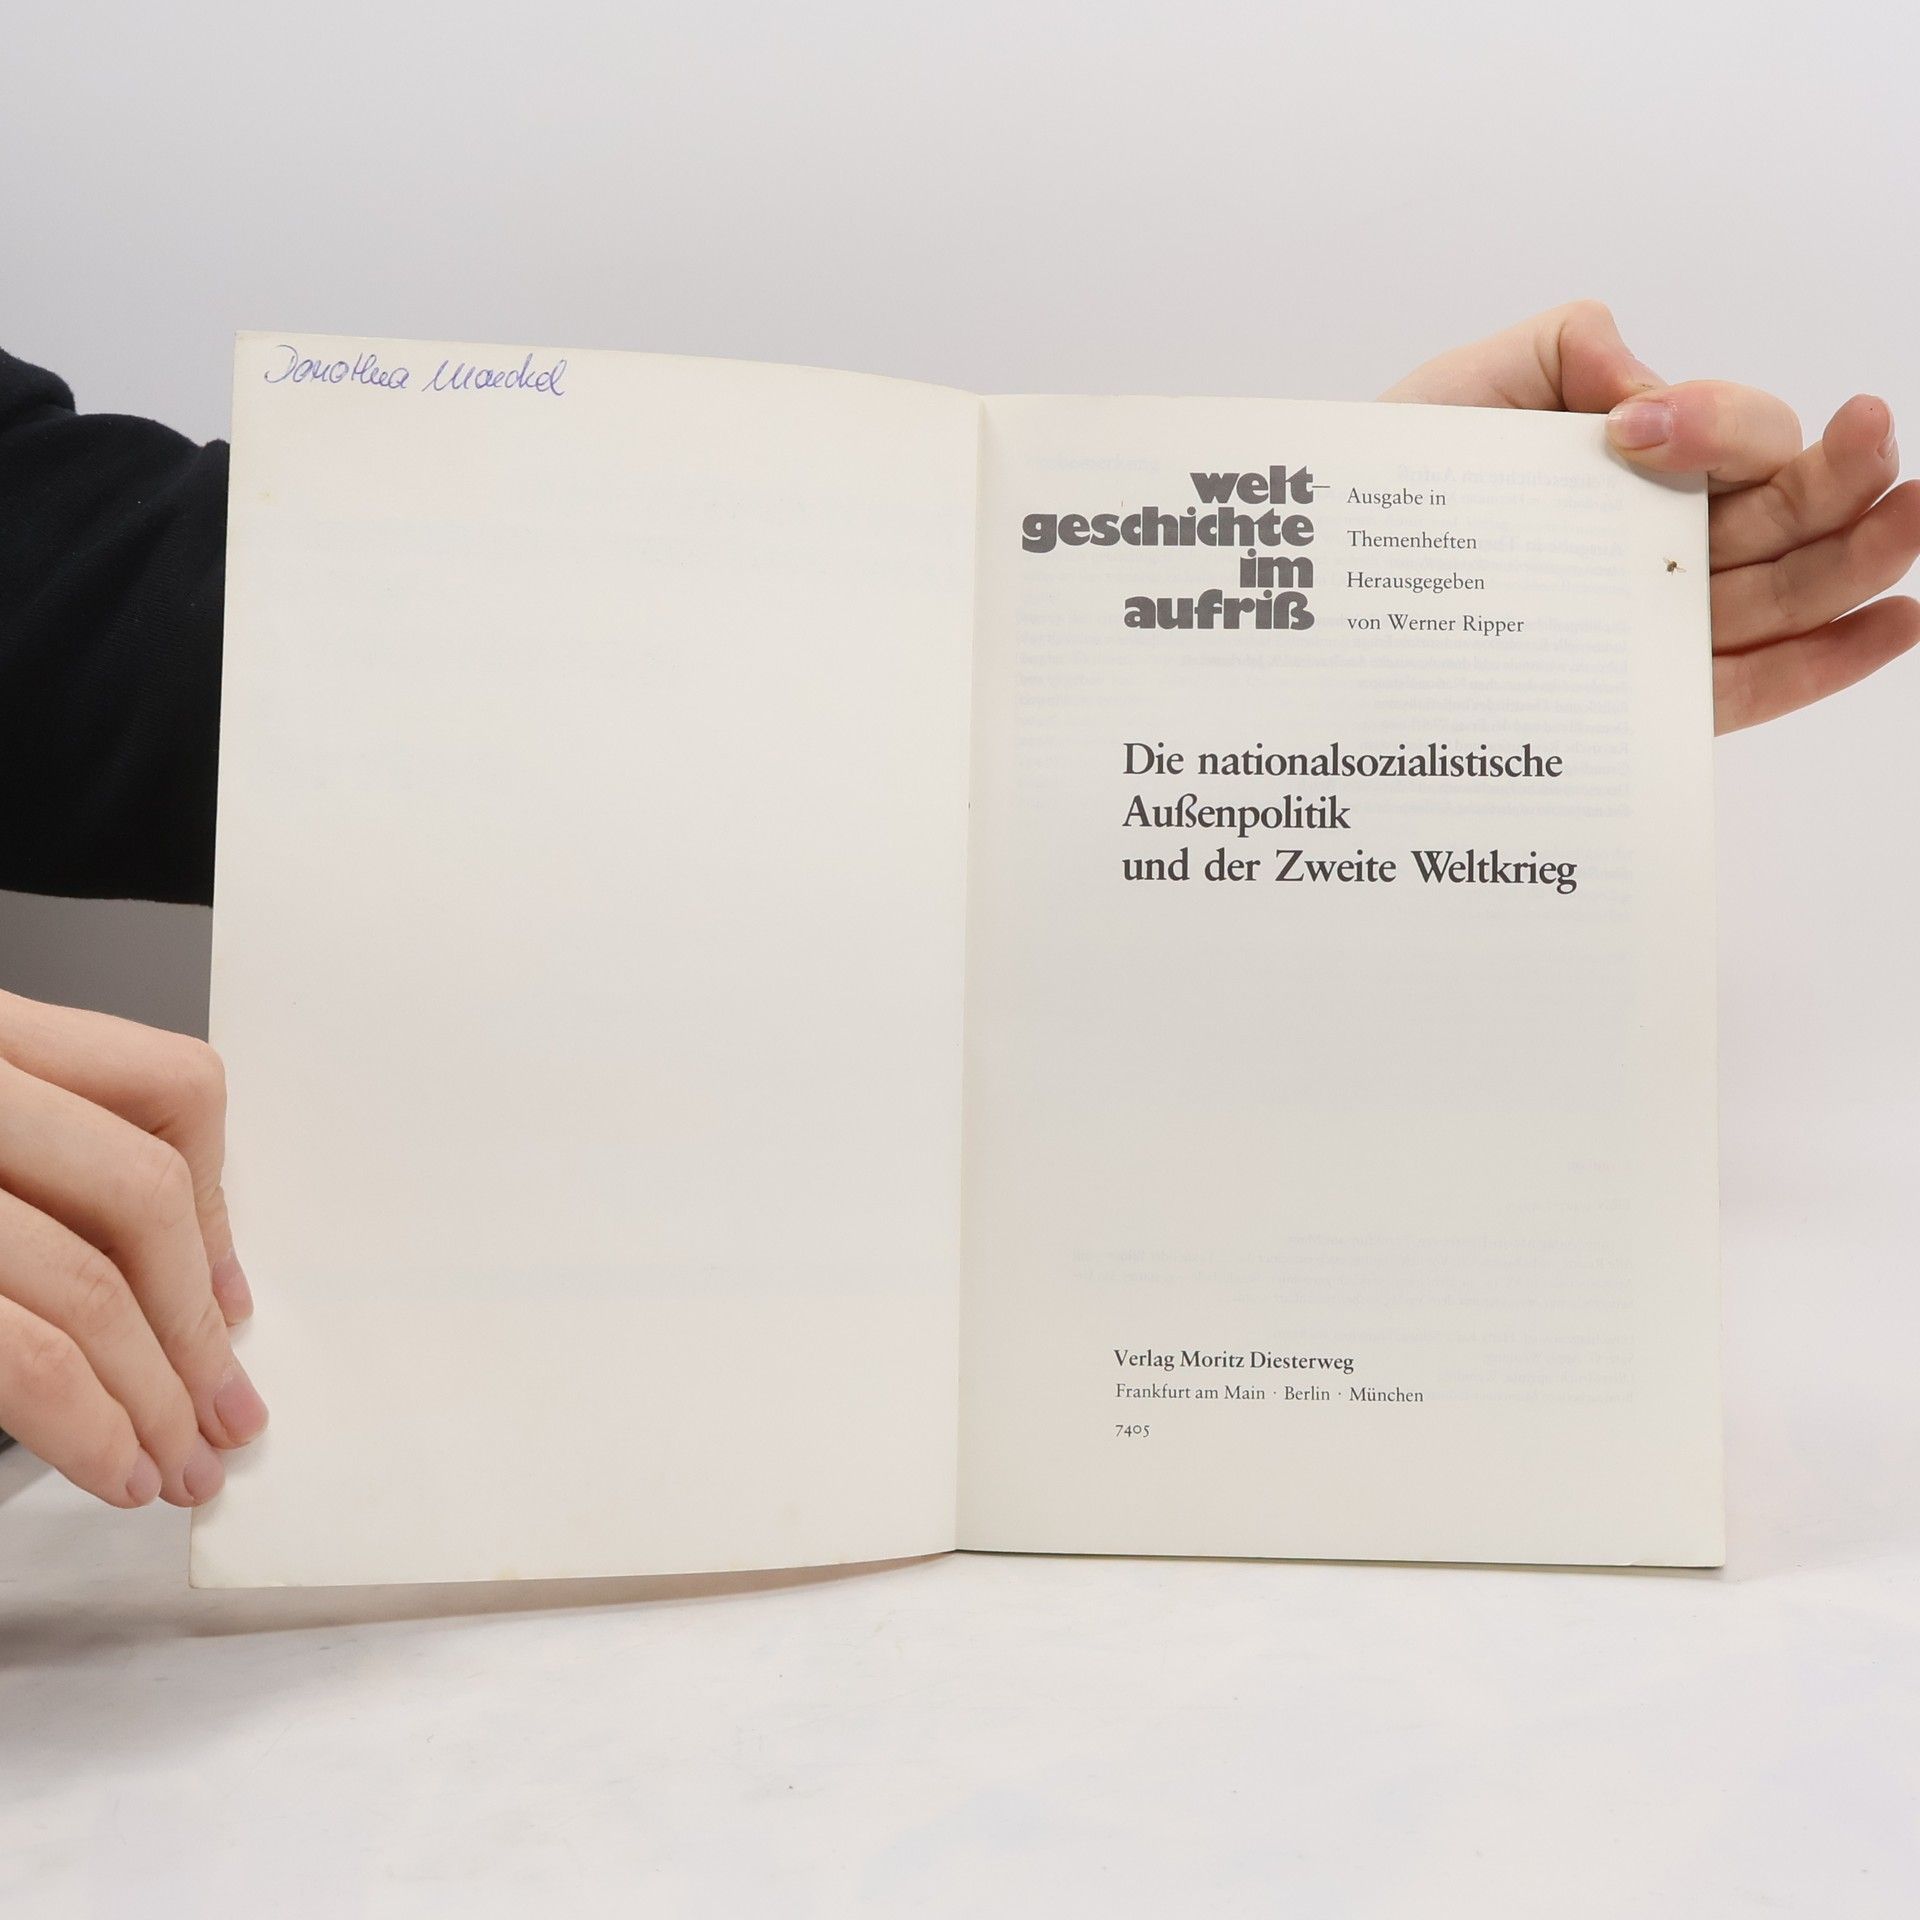 Dorothea Maeckel
welt-
geschichte
im
aufriß
Ausgabe in
Themenheften
Herausgegeben
von Werner Ripper
Die nationalsozialistische
Außenpolitik
und der Zweite Weltkrieg
Verlag Moritz Diesterweg
Frankfurt am Main · Berlin · München
7405